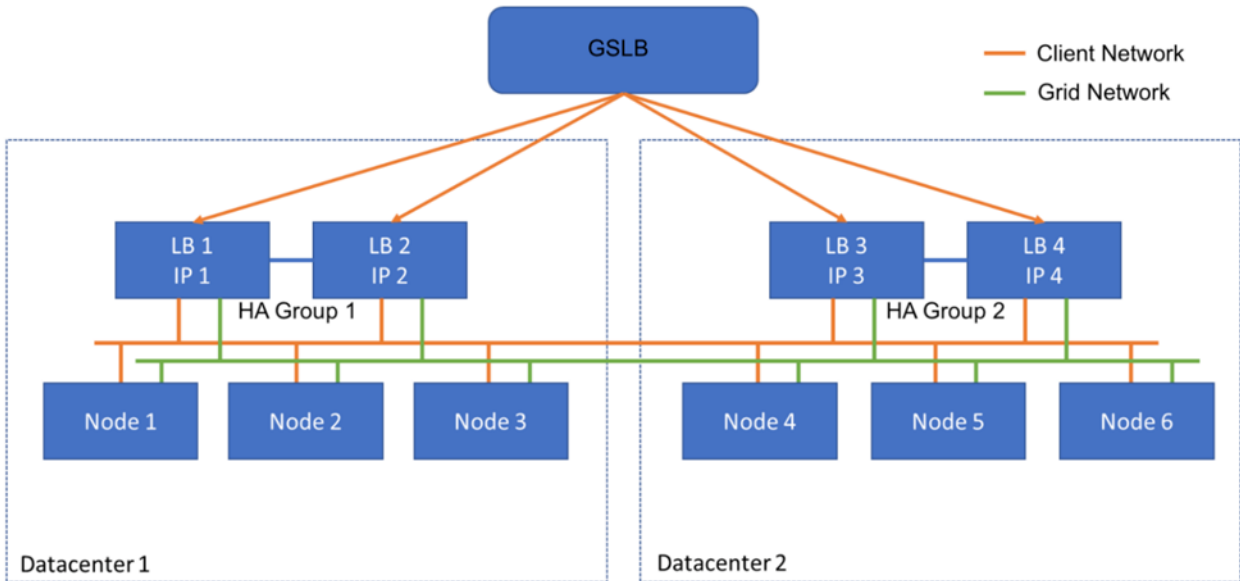 GSLB
Client Network
Grid Network
LB 1
IP 1
LB 2
IP 2
LB 3
IP 3
LB 4
IP 4
HA Group 1
HA Group 2
Node 1
Node 2
Node 3
Node 4
Node 5
Node 6
Datacenter 1
Datacenter 2